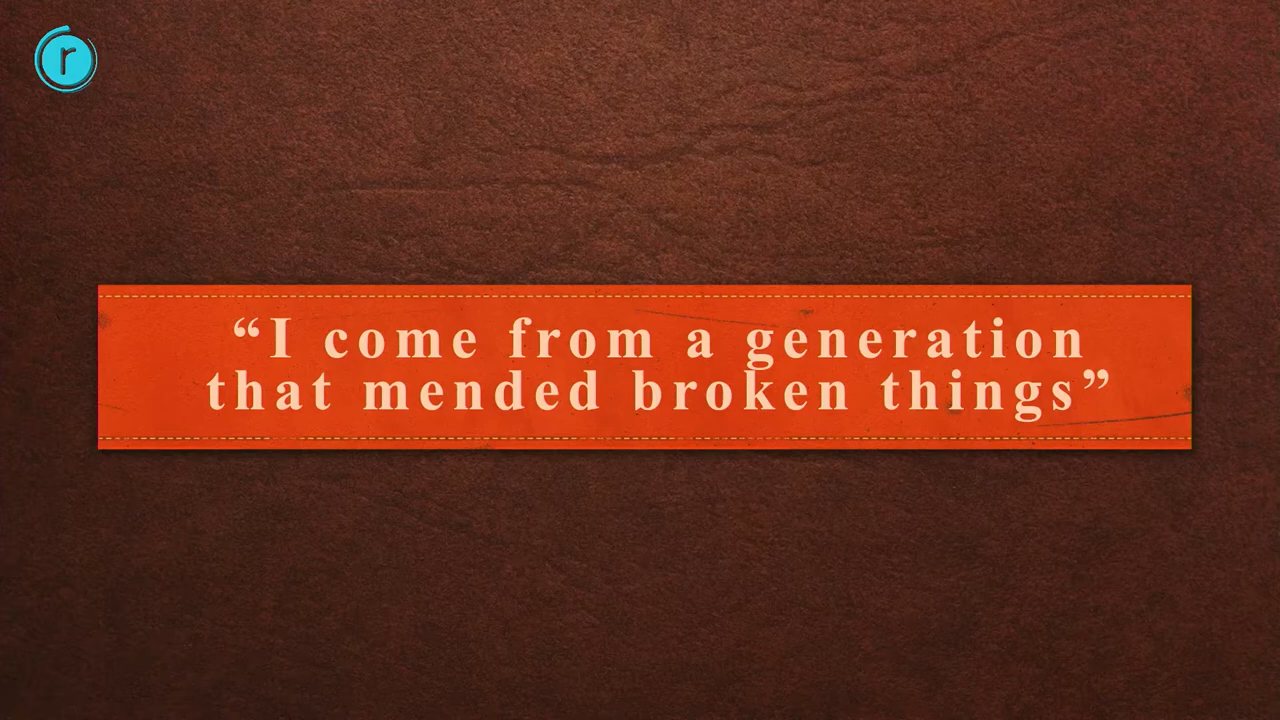 r
“I come from a generation
that mended broken things”